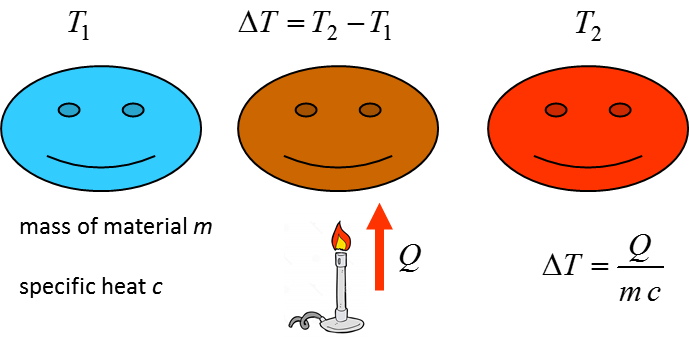 T₁
ΔT = T₂ − T₁
T₂
mass of material m
specific heat c
Q
ΔT = Q / m c